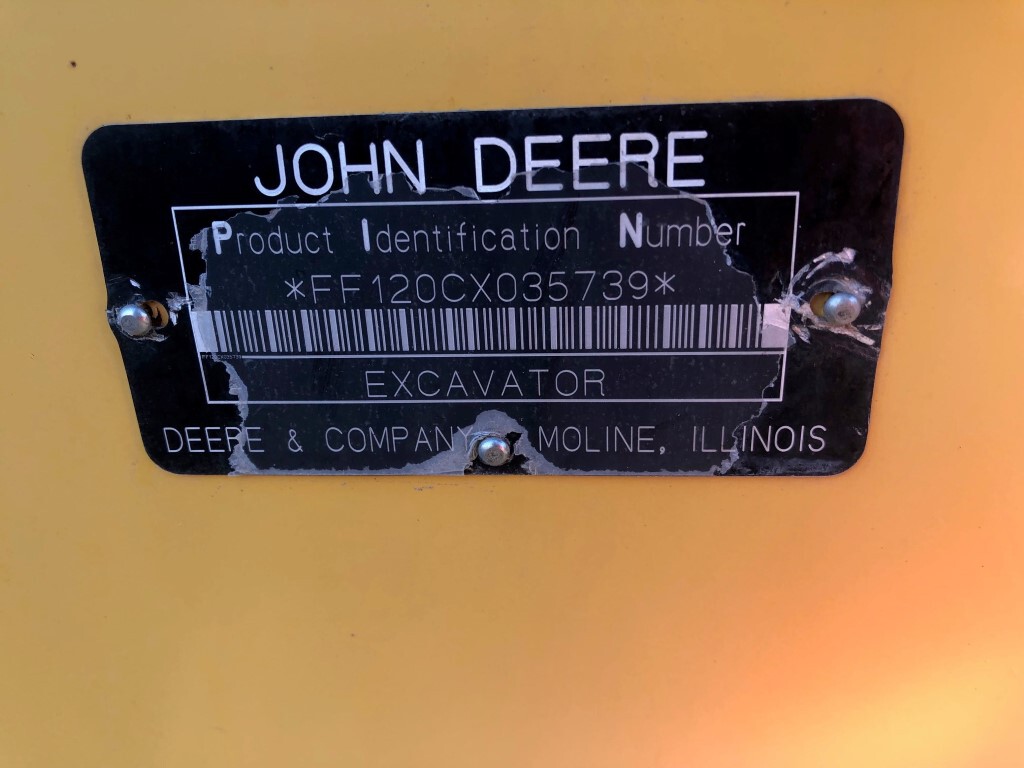 JOHN DEERE
Product Identification Number
*FF120CX035739*
EXCAVATOR
DEERE & COMPANY MOLINE, ILLINOIS